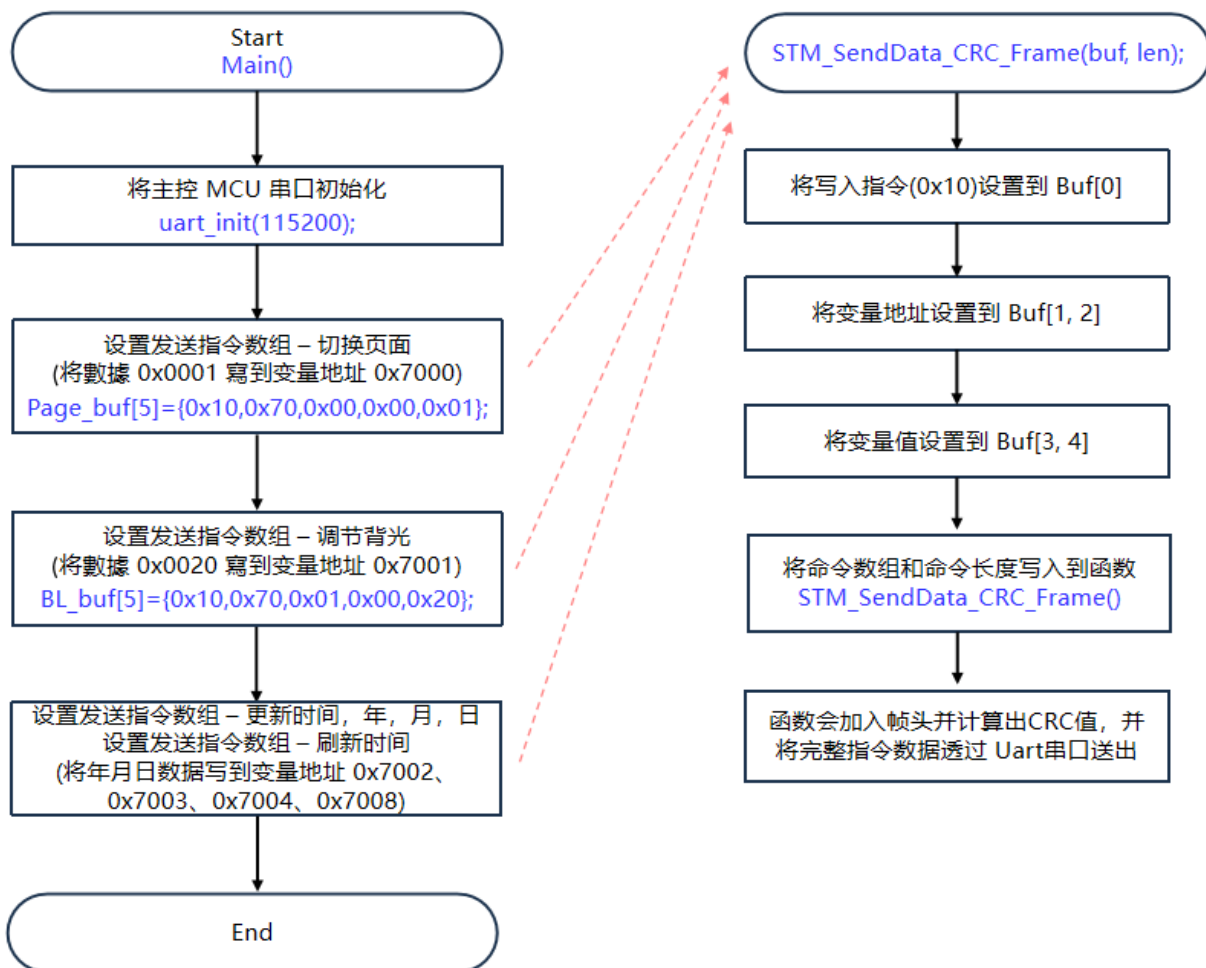 Start
Main()
将主控 MCU 串口初始化
uart_init(115200);
设置发送指令数组 – 切换页面
(将數據 0x0001 寫到变量地址 0x7000)
Page_buf[5]={0x10,0x70,0x00,0x00,0x01};
设置发送指令数组 – 调节背光
(将數據 0x0020 寫到变量地址 0x7001)
BL_buf[5]={0x10,0x70,0x01,0x00,0x20};
设置发送指令数组 – 更新时间，年，月，日
设置发送指令数组 – 刷新时间
(将年月日数据写到变量地址 0x7002、
0x7003、0x7004、0x7008)
End
STM_SendData_CRC_Frame(buf, len);
将写入指令(0x10)设置到 Buf[0]
将变量地址设置到 Buf[1, 2]
将变量值设置到 Buf[3, 4]
将命令数组和命令长度写入到函数
STM_SendData_CRC_Frame()
函数会加入帧头并计算出CRC值，并
将完整指令数据透过 Uart串口送出